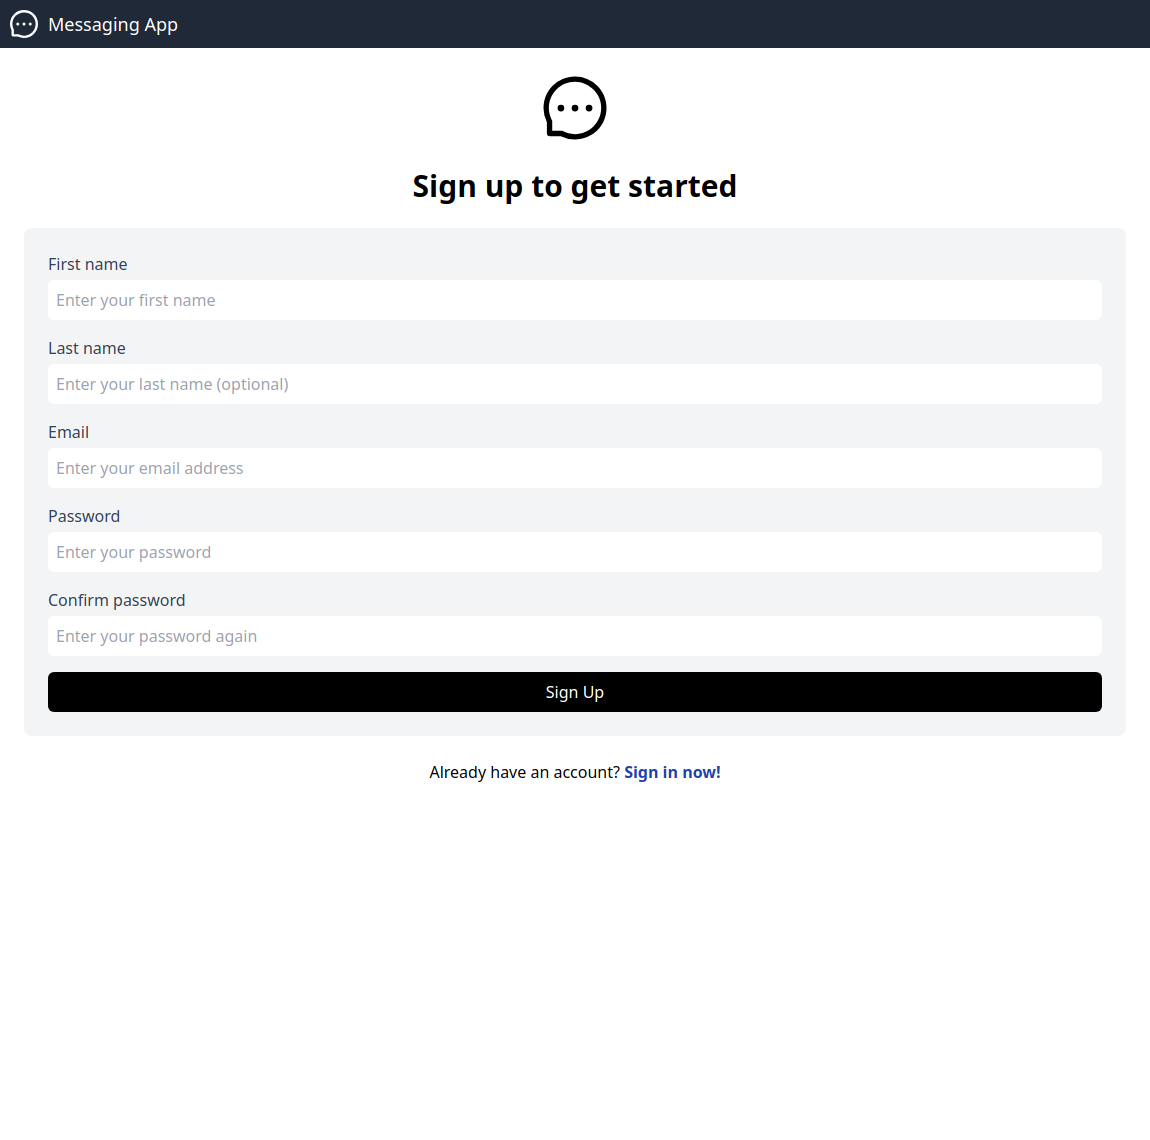 Messaging App
Sign up to get started
First name
Enter your first name
Last name
Enter your last name (optional)
Email
Enter your email address
Password
Enter your password
Confirm password
Enter your password again
Sign Up
Already have an account? Sign in now!